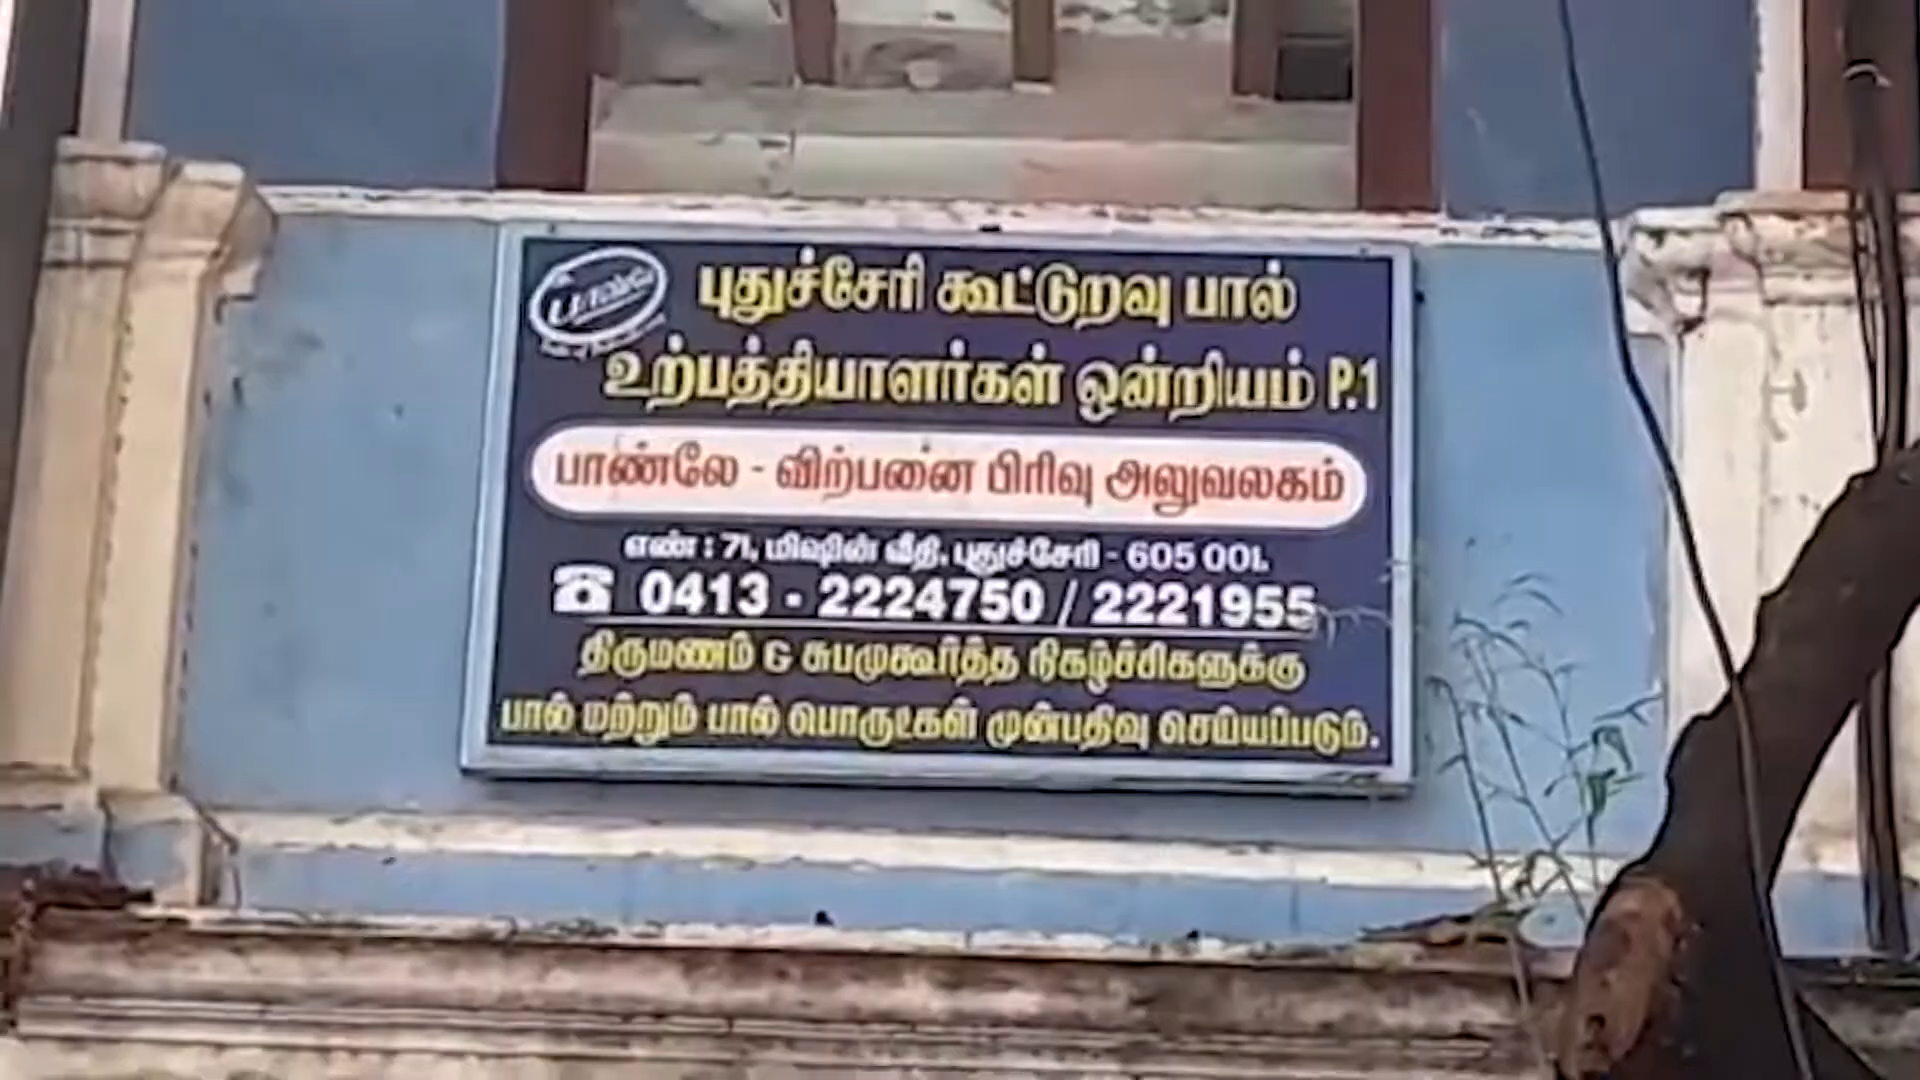 பாண்லே
புதுச்சேரி கூட்டுறவு பால்
உற்பத்தியாளர்கள் ஒன்றியம் P.1
பாண்லே - விற்பனை பிரிவு அலுவலகம்
எண் : 71, மிஷின் வீதி, புதுச்சேரி - 605 001.
☎ 0413 - 2224750 / 2221955
திருமணம் & சுபமுகூர்த்த நிகழ்ச்சிகளுக்கு
பால் மற்றும் பால் பொருட்கள் முன்பதிவு செய்யப்படும்.